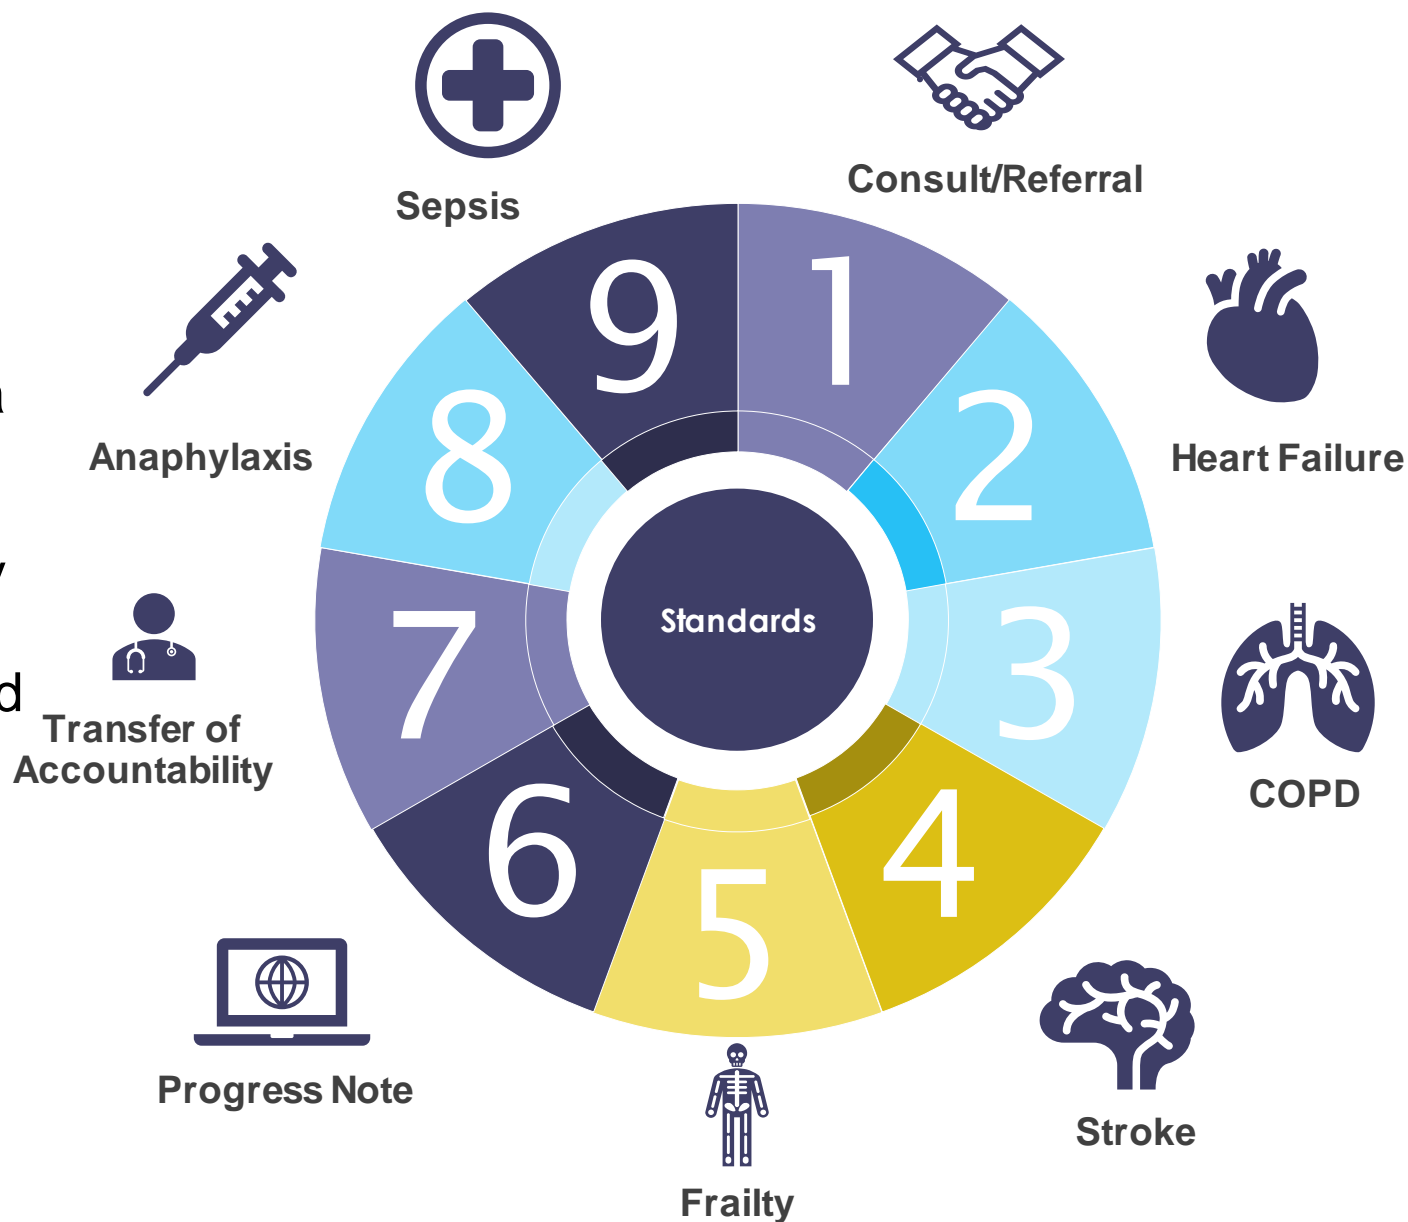 Sepsis
Consult/Referral
9
1
Anaphylaxis
8
2
Heart Failure
Standards
7
3
d
Transfer of
Accountability
COPD
6
4
5
Progress Note
Stroke
Frailty